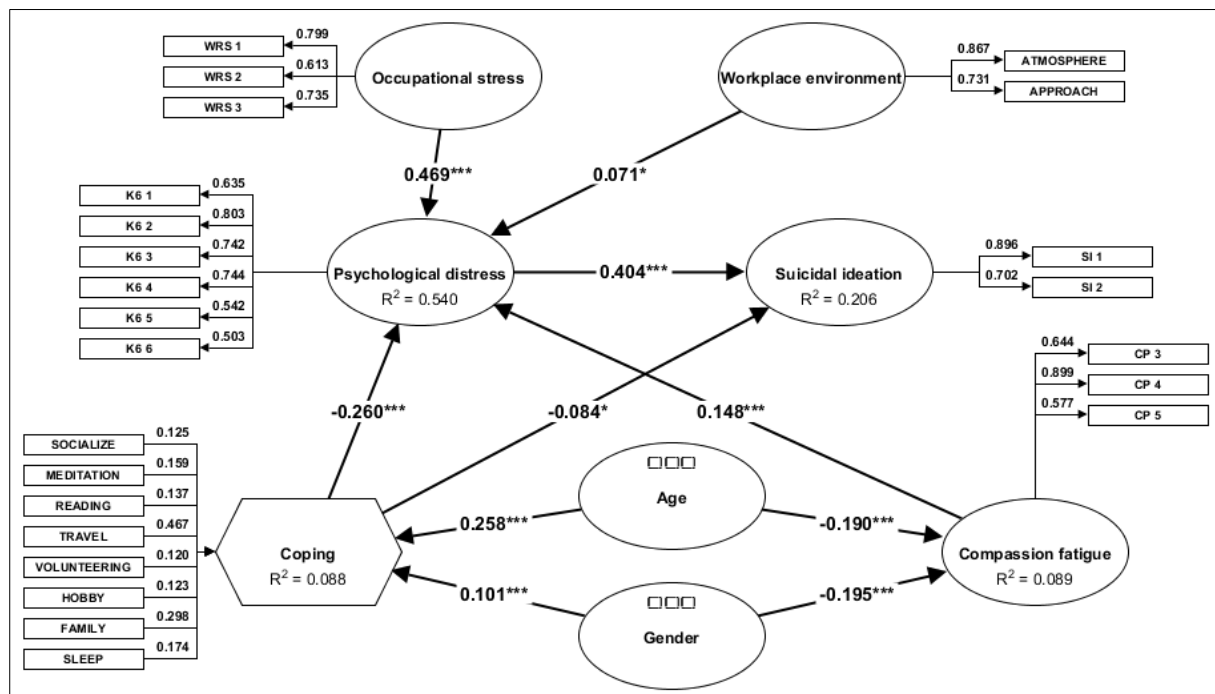 WRS 1
0.799
WRS 2
0.613
WRS 3
0.735
Occupational stress
Workplace environment
0.867
ATMOSPHERE
0.731
APPROACH
0.469***
0.071*
K6 1
0.635
K6 2
0.803
K6 3
0.742
K6 4
0.744
K6 5
0.542
K6 6
0.503
Psychological distress
R² = 0.540
0.404***
Suicidal ideation
R² = 0.206
0.896
SI 1
0.702
SI 2
-0.260***
-0.084*
0.148***
0.644
CP 3
0.899
CP 4
0.577
CP 5
SOCIALIZE
0.125
MEDITATION
0.159
READING
0.137
TRAVEL
0.467
VOLUNTEERING
0.120
HOBBY
0.123
FAMILY
0.298
SLEEP
0.174
Coping
R² = 0.088
0.258***
Age
-0.190***
Compassion fatigue
R² = 0.089
0.101***
Gender
-0.195***